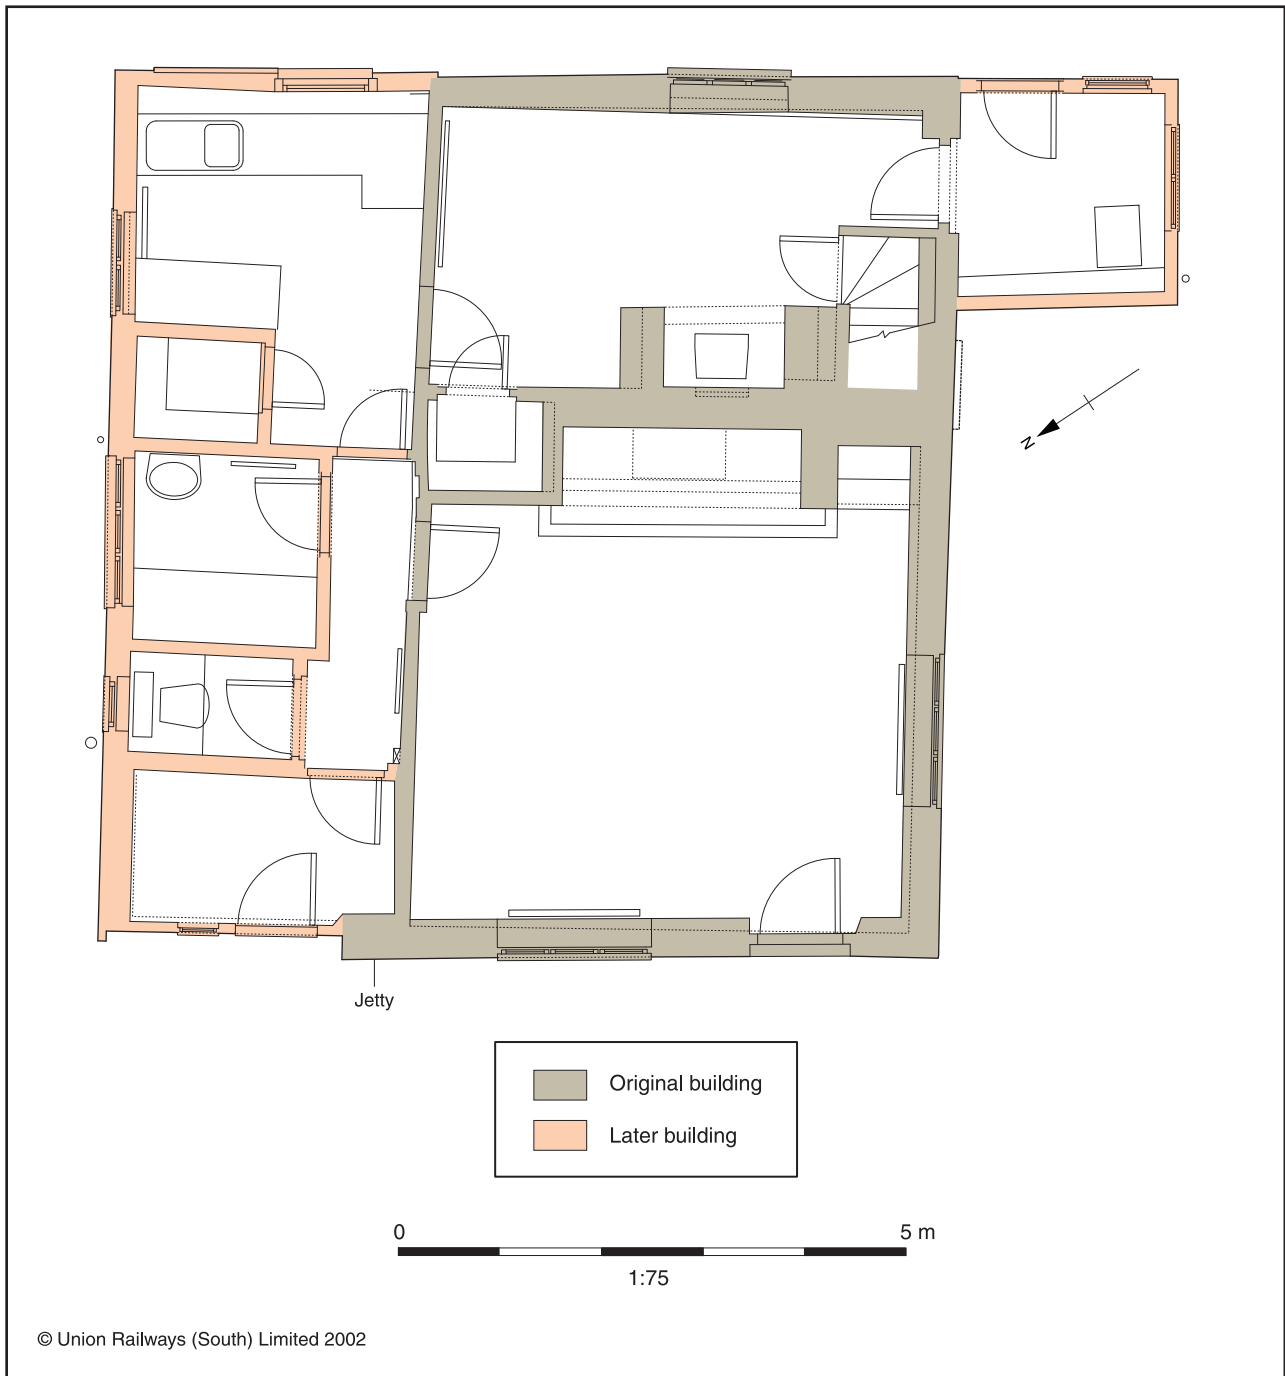 N
Jetty
Original building
Later building
0 5 m
1:75
© Union Railways (South) Limited 2002